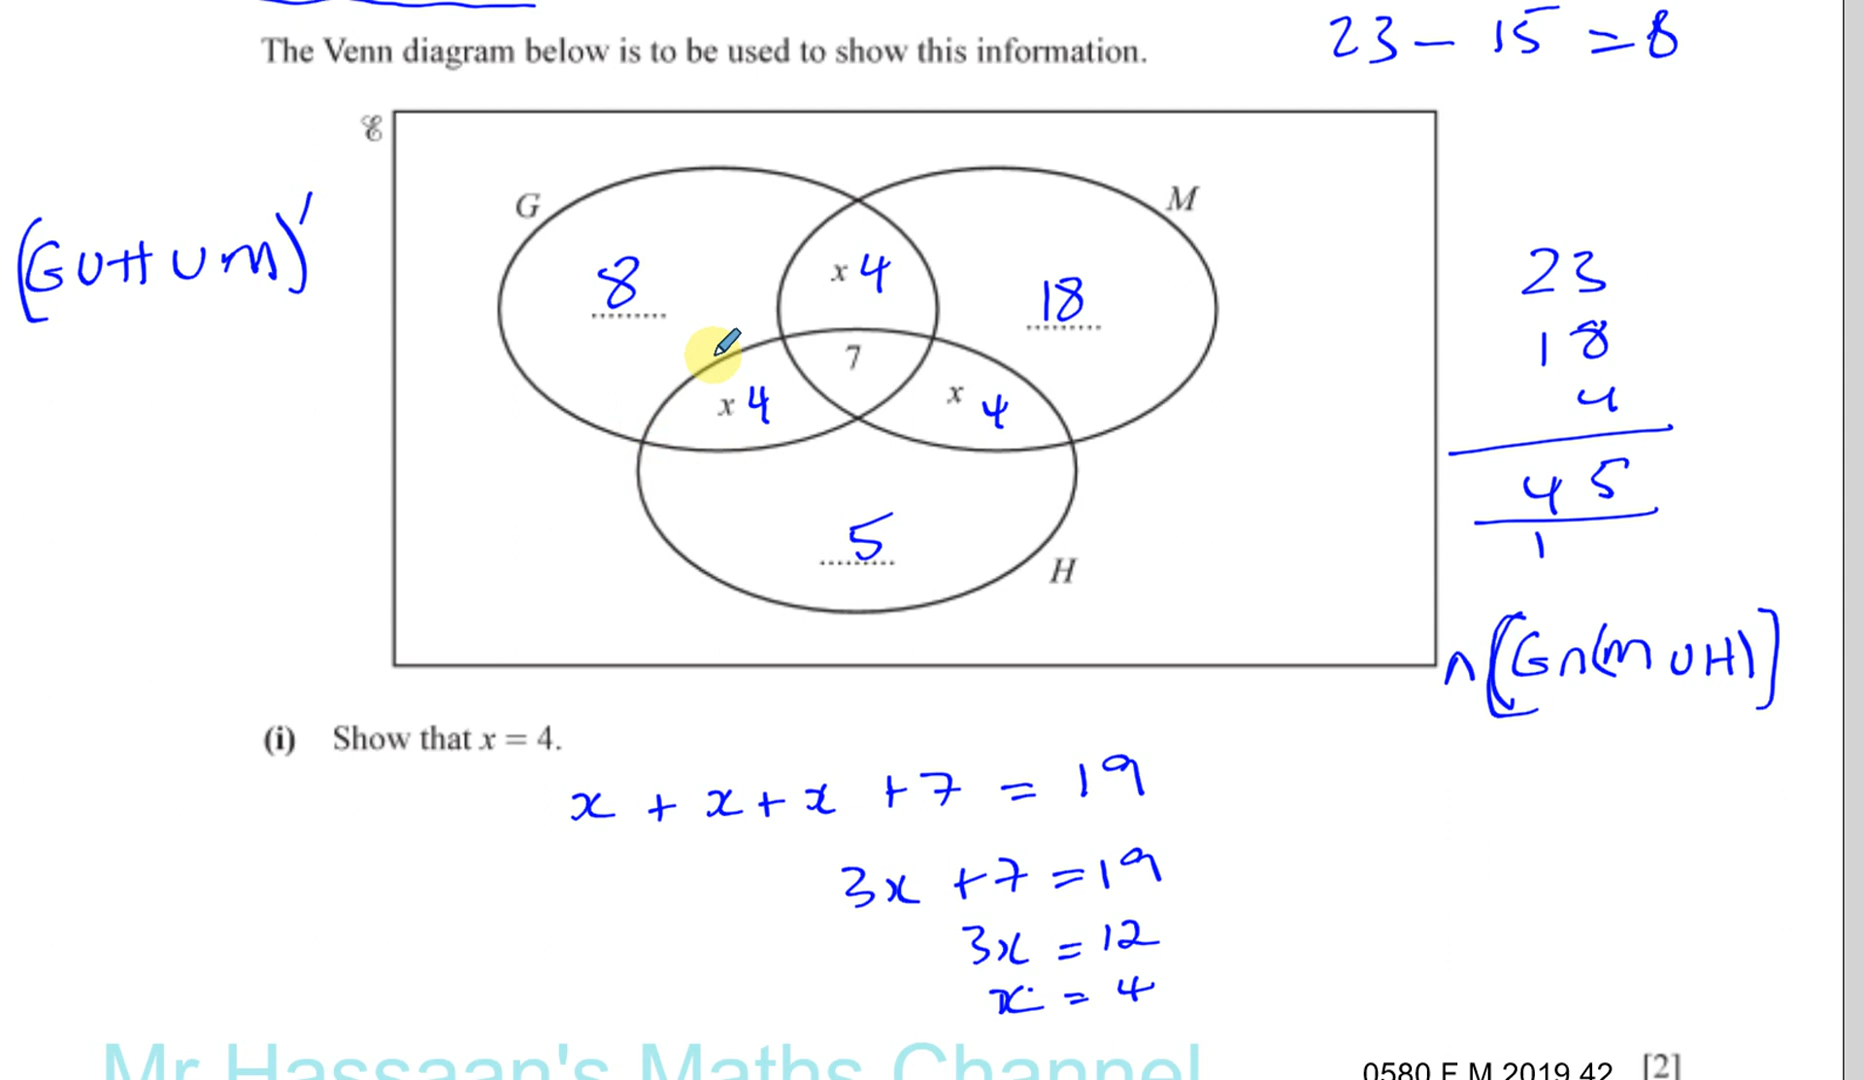 The Venn diagram below is to be used to show this information.
23 - 15 = 8
ℰ
G
M
(G∪H∪M)'
8
x 4
18
7
x 4
x 4
5
H
23
18
4
45
1
n[G∩(M∪H)]
(i) Show that x = 4.
x + x + x + 7 = 19
3x + 7 = 19
3x = 12
x = 4
Mr Hassaan's Maths Channel
0580 F M 2019 42 [2]